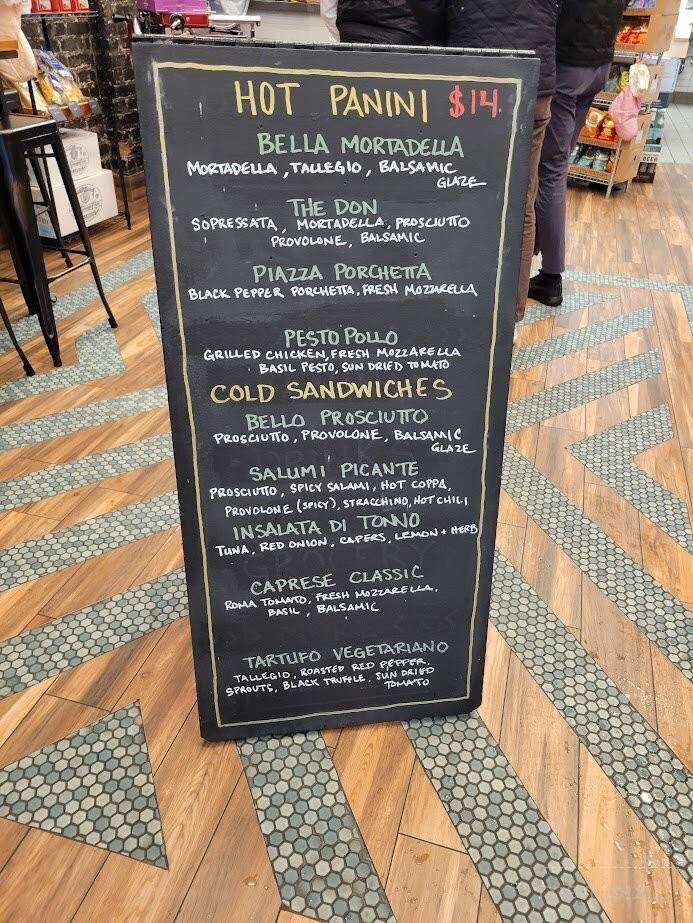 HOT PANINI $14.
BELLA MORTADELLA
MORTADELLA, TALLEGIO, BALSAMIC
GLAZE
THE DON
SOPRESSATA, MORTADELLA, PROSCIUTTO
PROVOLONE, BALSAMIC
PIAZZA PORCHETTA
BLACK PEPPER PORCHETTA, FRESH MOZZARELLA
PESTO POLLO
GRILLED CHICKEN, FRESH MOZZARELLA
BASIL PESTO, SUN DRIED TOMATO
COLD SANDWICHES
BELLO PROSCIUTTO
PROSCIUTTO, PROVOLONE, BALSAMIC
GLAZE
SALUMI PICANTE
PROSCIUTTO, SPICY SALAMI, HOT COPPA,
PROVOLONE (SPICY), STRACCHINO, HOT CHILI
INSALATA DI TONNO
TUNA, RED ONION, CAPERS, LEMON + HERB
CAPRESE CLASSIC
ROMA TOMATO, FRESH MOZZARELLA,
BASIL, BALSAMIC
TARTUFO VEGETARIANO
TALLEGIO, ROASTED RED PEPPER,
SPROUTS, BLACK TRUFFLE, SUN DRIED
TOMATO